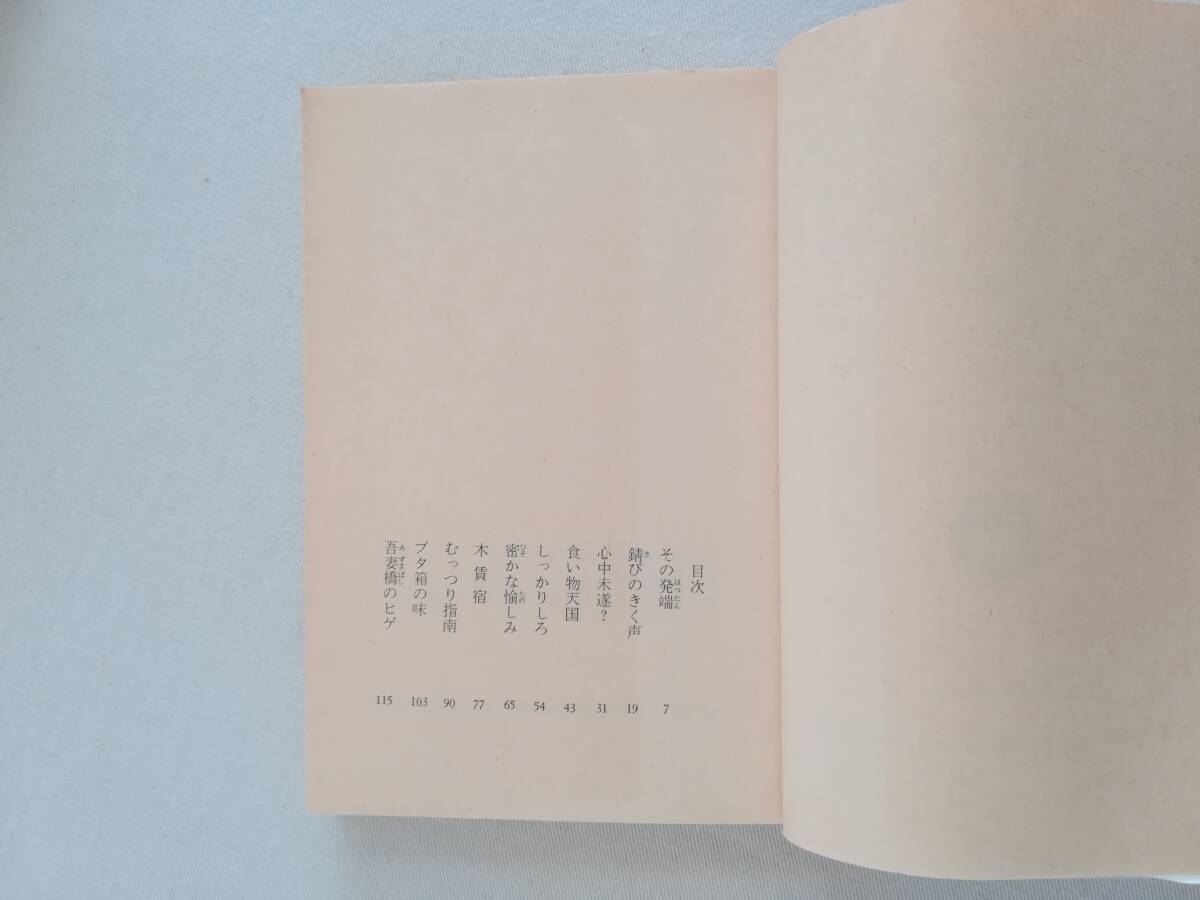 目次
その発端 7
錆びのきく声 19
心中未遂? 31
食い物天国 43
しっかりしろ 54
密かな愉しみ 65
木賃宿 77
むっつり指南 90
ブタ箱の味 103
吾妻橋のヒゲ 115